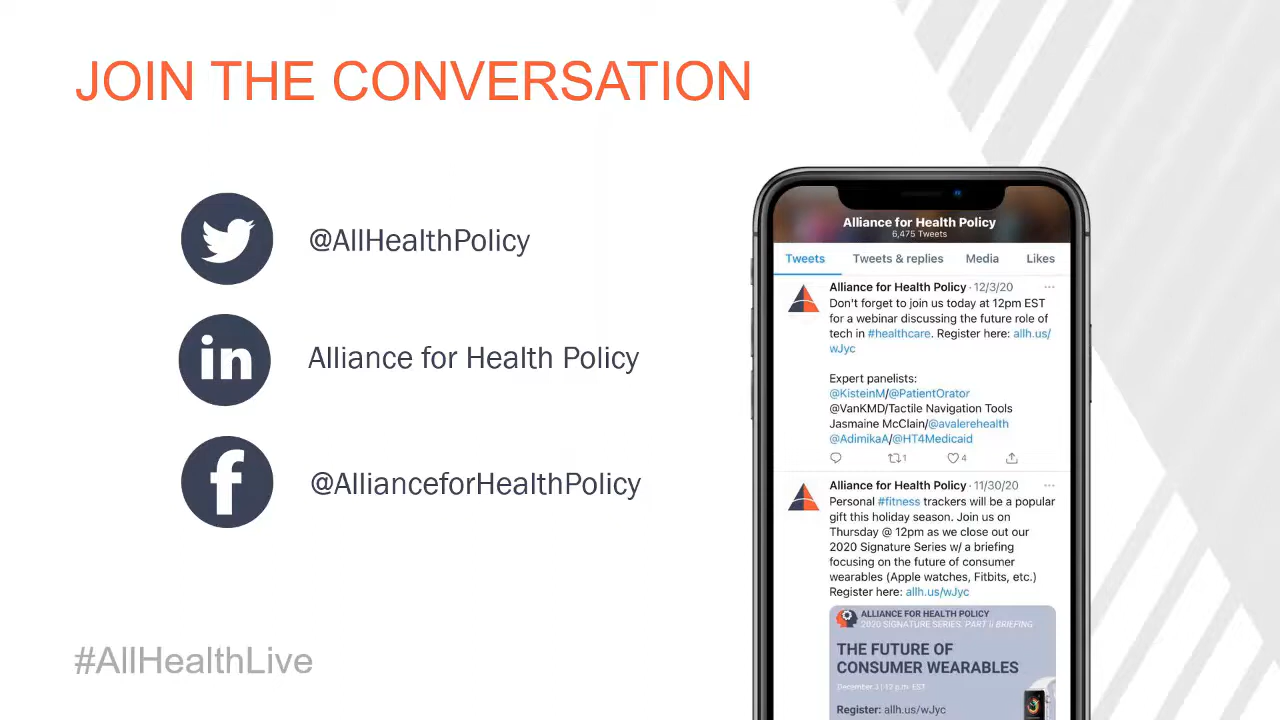 JOIN THE CONVERSATION
@AllHealthPolicy
in
Alliance for Health Policy
f
@AllianceforHealthPolicy
#AllHealthLive
Alliance for Health Policy
6,475 Tweets
Tweets Tweets & replies Media Likes
Alliance for Health Policy · 12/3/20
Don't forget to join us today at 12pm EST
for a webinar discussing the future role of
tech in #healthcare. Register here: allh.us/
wJyc
Expert panelists:
@KisteinM/@PatientOrator
@VanKMD/Tactile Navigation Tools
Jasmaine McClain/@avalerehealth
@AdimikaA/@HT4Medicaid
1 4
Alliance for Health Policy · 11/30/20
Personal #fitness trackers will be a popular
gift this holiday season. Join us on
Thursday @ 12pm as we close out our
2020 Signature Series w/ a briefing
focusing on the future of consumer
wearables (Apple watches, Fitbits, etc.)
Register here: allh.us/wJyc
ALLIANCE FOR HEALTH POLICY
2020 SIGNATURE SERIES: PART II BRIEFING
THE FUTURE OF
CONSUMER WEARABLES
December 3 | 12 p.m. EST
Register: allh.us/wJyc